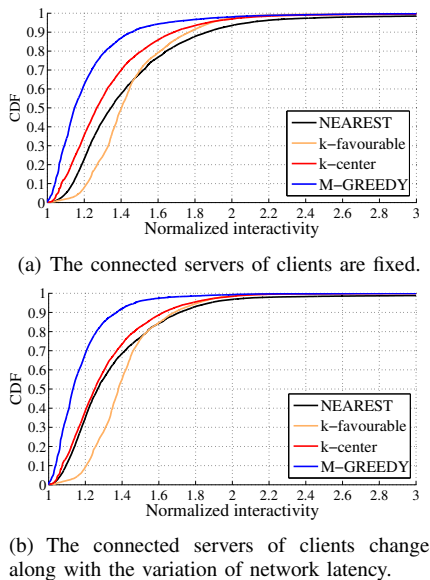 1
0.9
0.8
0.7
0.6
0.5
0.4
0.3
0.2
0.1
0
CDF
NEAREST
k−favourable
k−center
M−GREEDY
1 1.2 1.4 1.6 1.8 2 2.2 2.4 2.6 2.8 3
Normalized interactivity
(a) The connected servers of clients are fixed.
1
0.9
0.8
0.7
0.6
0.5
0.4
0.3
0.2
0.1
0
CDF
NEAREST
k−favourable
k−center
M−GREEDY
1 1.2 1.4 1.6 1.8 2 2.2 2.4 2.6 2.8 3
Normalized interactivity
(b) The connected servers of clients change
along with the variation of network latency.